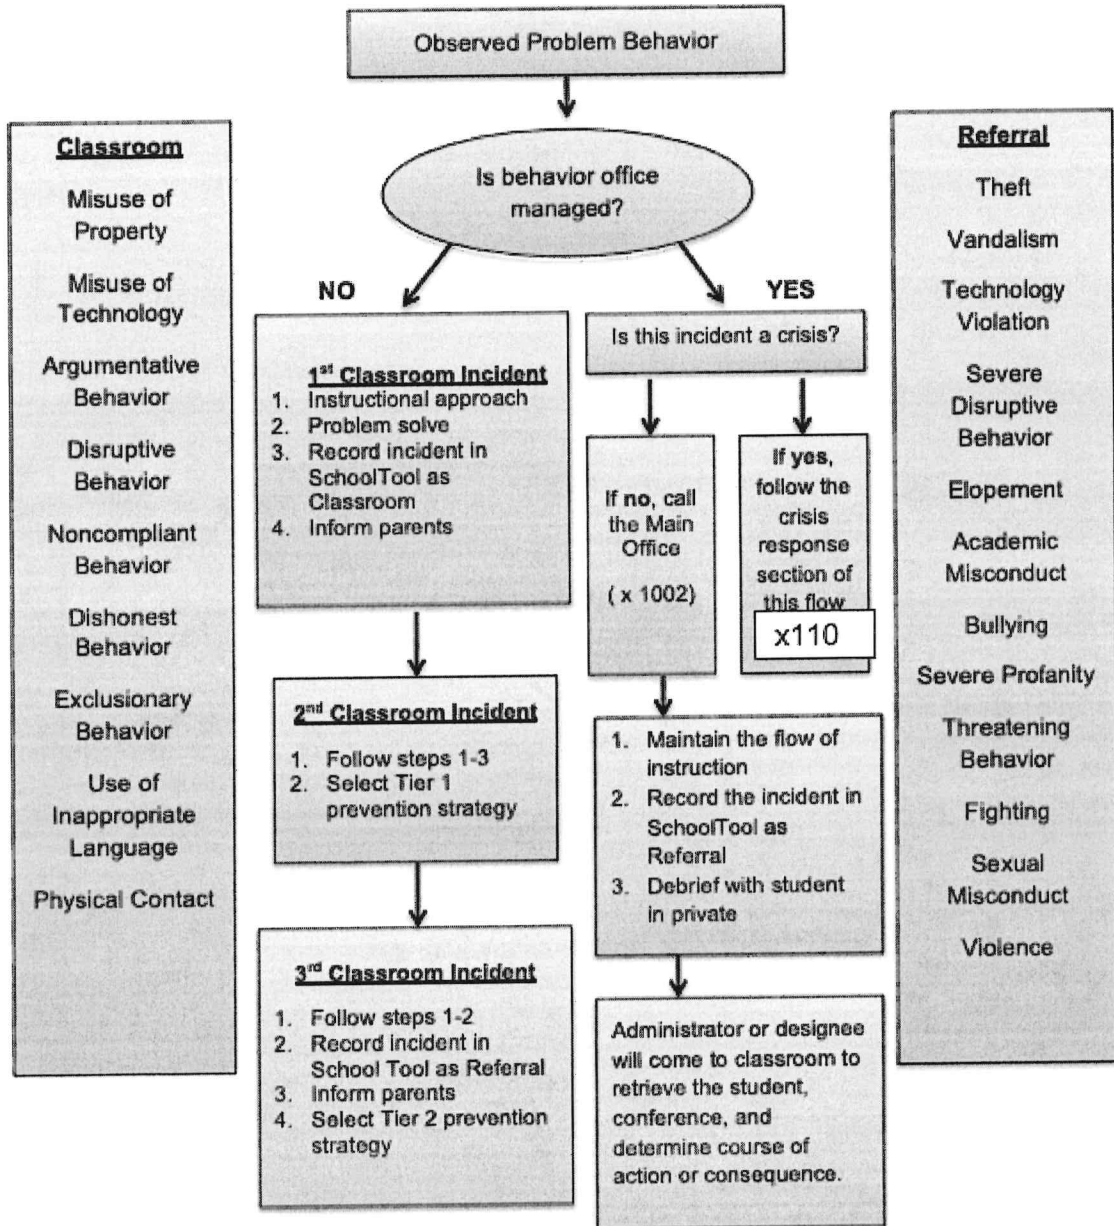 Observed Problem Behavior
Is behavior office
managed?
NO
YES
Classroom
Misuse of
Property
Misuse of
Technology
Argumentative
Behavior
Disruptive
Behavior
Noncompliant
Behavior
Dishonest
Behavior
Exclusionary
Behavior
Use of
Inappropriate
Language
Physical Contact
1st Classroom Incident
1. Instructional approach
2. Problem solve
3. Record incident in
SchoolTool as
Classroom
4. Inform parents
2nd Classroom Incident
1. Follow steps 1-3
2. Select Tier 1
prevention strategy
3rd Classroom Incident
1. Follow steps 1-2
2. Record incident in
School Tool as Referral
3. Inform parents
4. Select Tier 2 prevention
strategy
Is this incident a crisis?
If no, call
the Main
Office
( x 1002)
If yes,
follow the
crisis
response
section of
this flow
x110
1. Maintain the flow of
instruction
2. Record the incident in
SchoolTool as
Referral
3. Debrief with student
in private
Administrator or designee
will come to classroom to
retrieve the student,
conference, and
determine course of
action or consequence.
Referral
Theft
Vandalism
Technology
Violation
Severe
Disruptive
Behavior
Elopement
Academic
Misconduct
Bullying
Severe Profanity
Threatening
Behavior
Fighting
Sexual
Misconduct
Violence